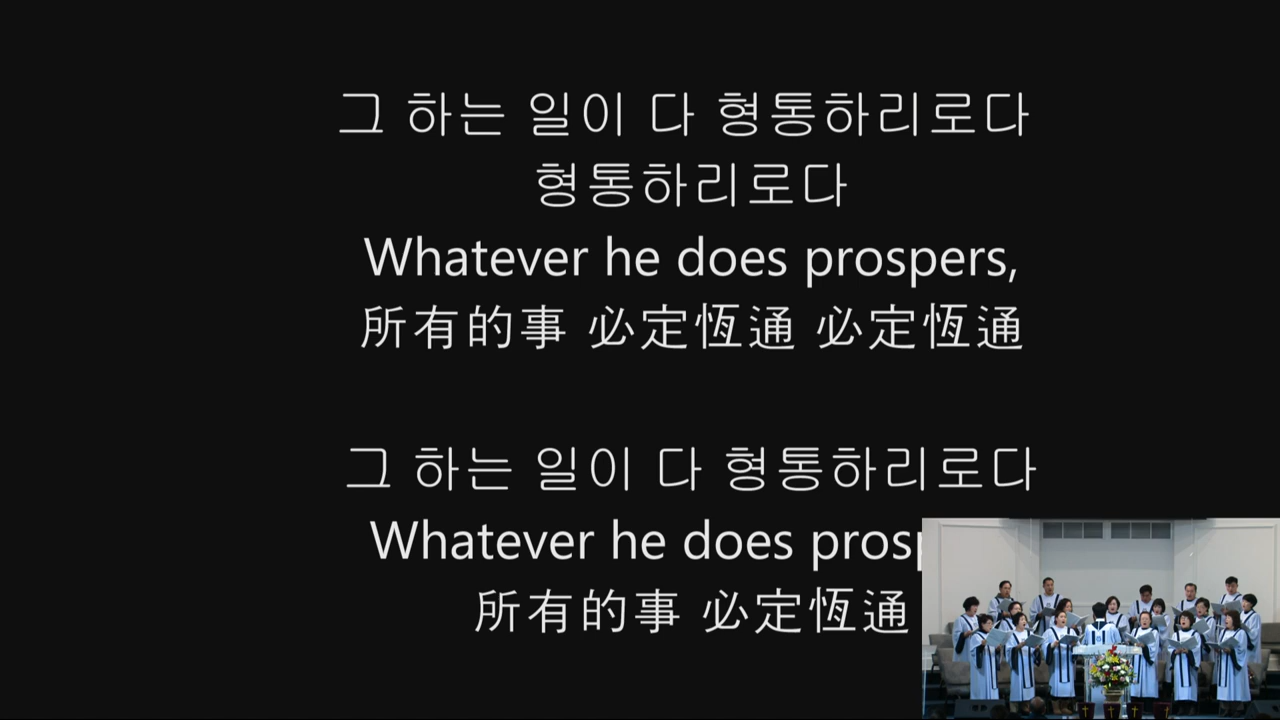 그 하는 일이 다 형통하리로다
형통하리로다
Whatever he does prospers,
所有的事 必定恆通 必定恆通
그 하는 일이 다 형통하리로다
Whatever he does
所有的事 必定恆通